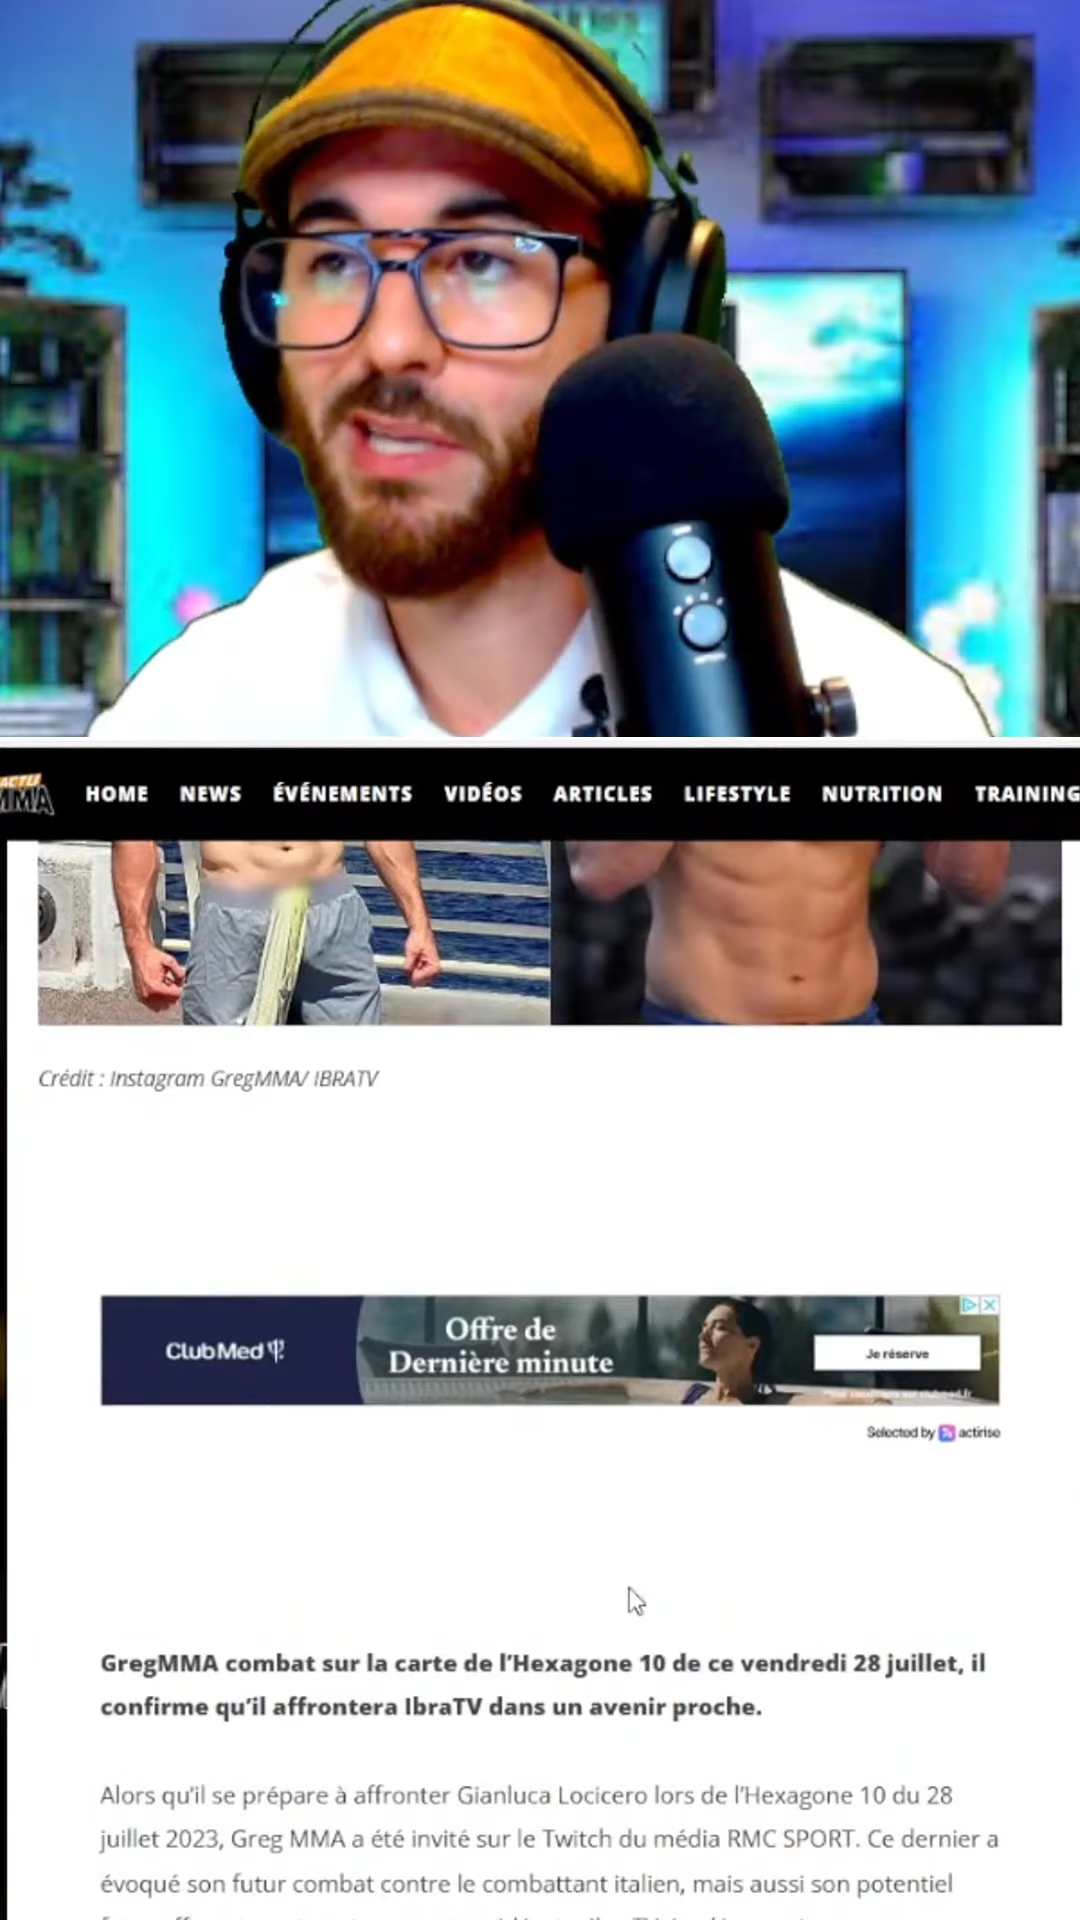 ACTU
MMA
HOME NEWS ÉVÉNEMENTS VIDÉOS ARTICLES LIFESTYLE NUTRITION TRAINING
Crédit : Instagram GregMMA/ IBRATV
ClubMed
Offre de
Dernière minute
Je réserve
Selected by actirise
GregMMA combat sur la carte de l’Hexagone 10 de ce vendredi 28 juillet, il
confirme qu’il affrontera IbraTV dans un avenir proche.
Alors qu’il se prépare à affronter Gianluca Locicero lors de l’Hexagone 10 du 28
juillet 2023, Greg MMA a été invité sur le Twitch du média RMC SPORT. Ce dernier a
évoqué son futur combat contre le combattant italien, mais aussi son potentiel